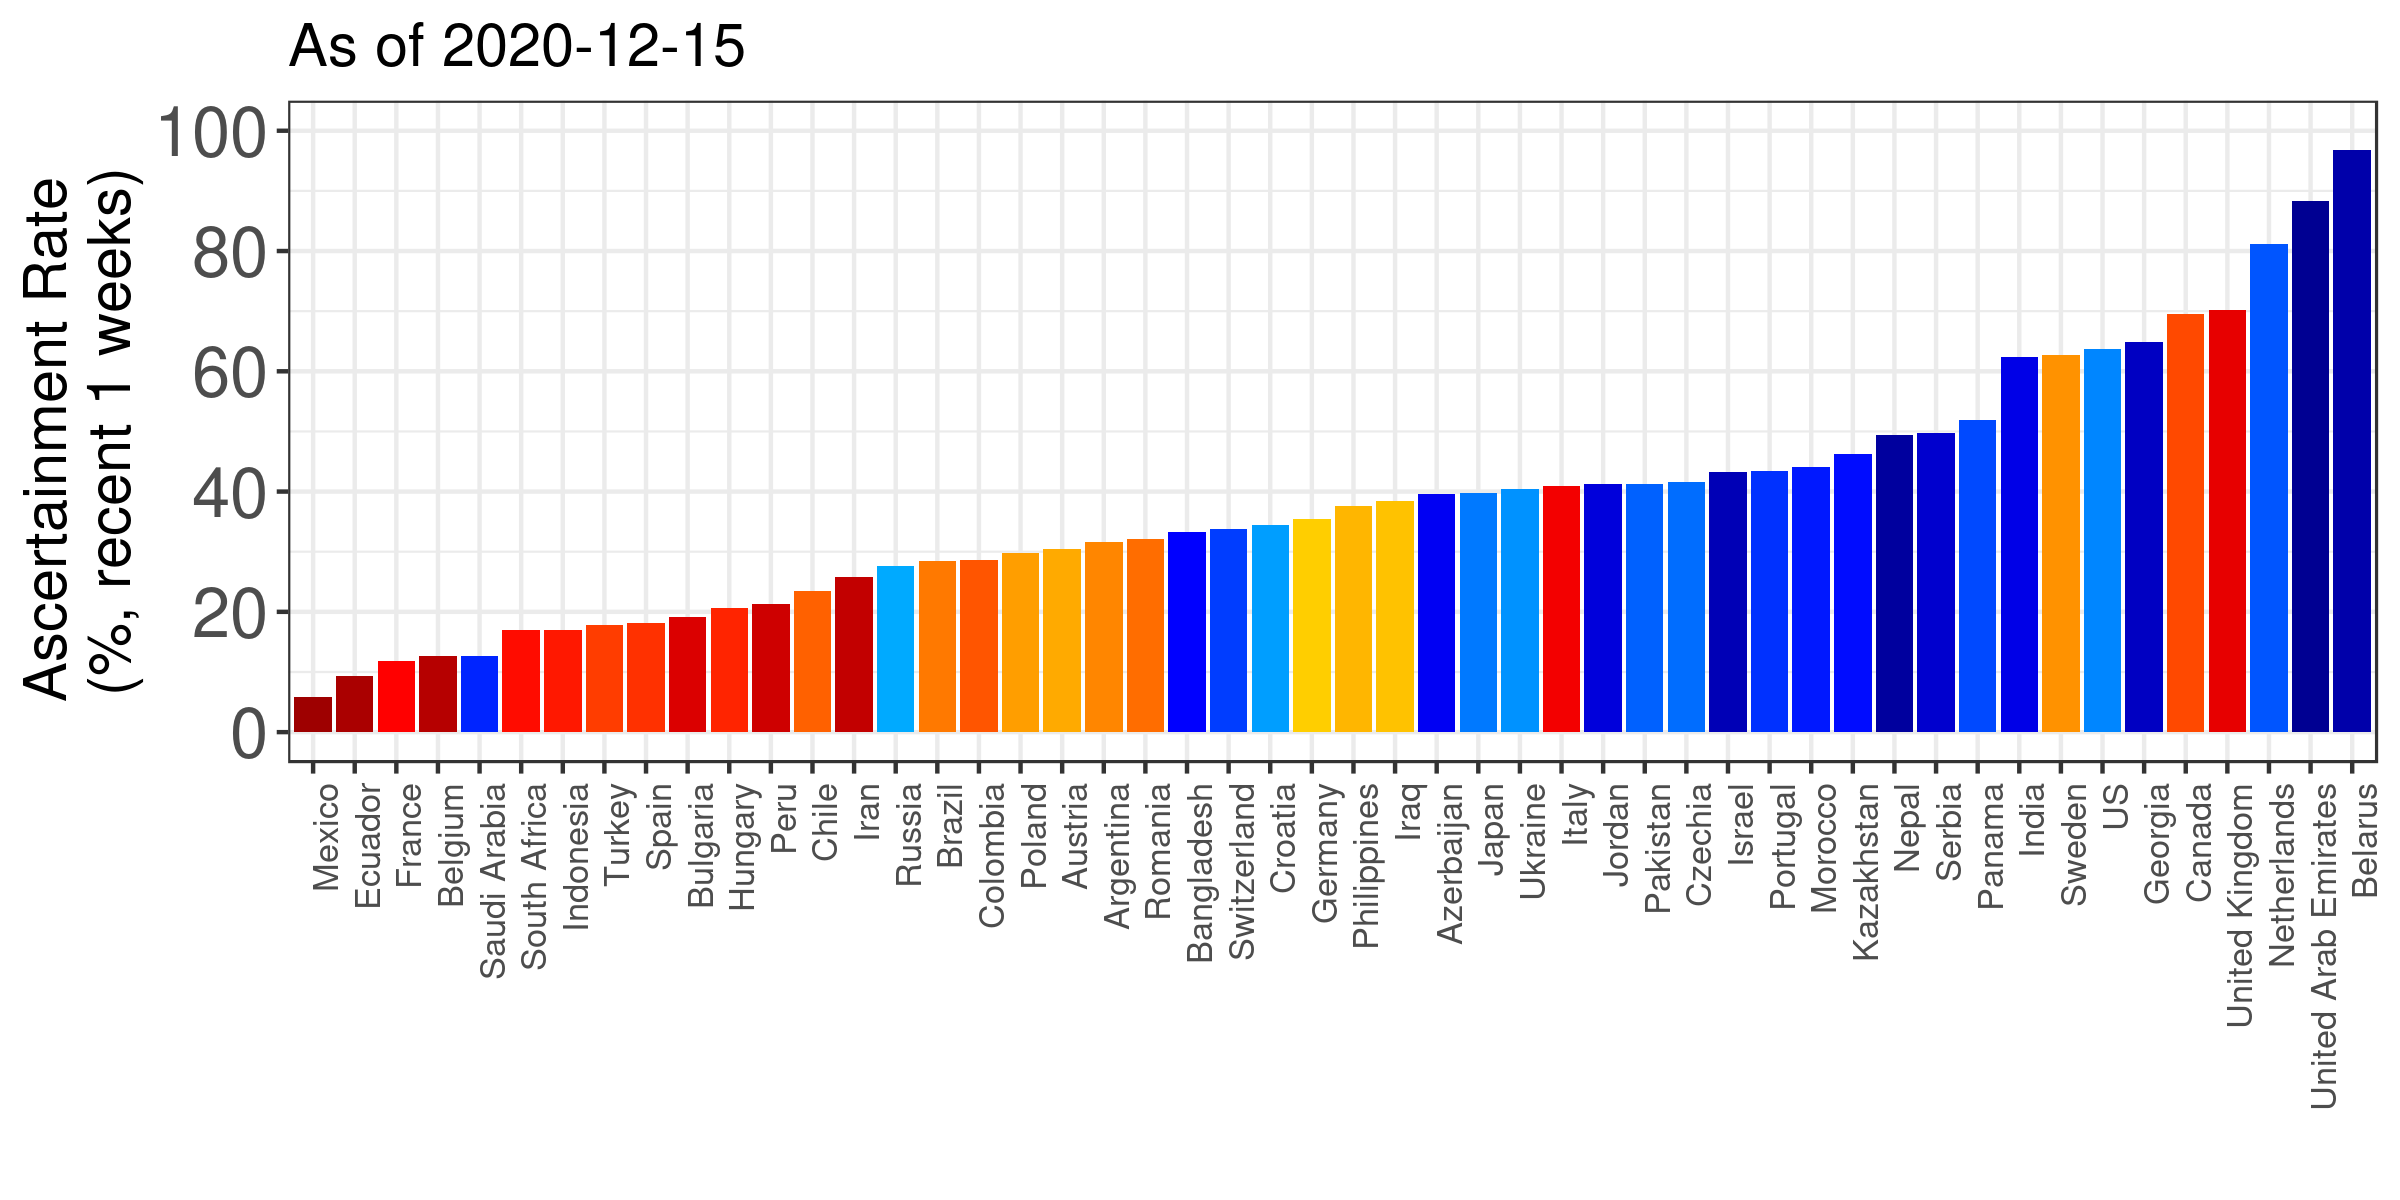 As of 2020-12-15
Ascertainment Rate
(%, recent 1 weeks)
100
80
60
40
20
0
Mexico
Ecuador
France
Belgium
Saudi Arabia
South Africa
Indonesia
Turkey
Spain
Bulgaria
Hungary
Peru
Chile
Iran
Russia
Brazil
Colombia
Poland
Austria
Argentina
Romania
Bangladesh
Switzerland
Croatia
Germany
Philippines
Iraq
Azerbaijan
Japan
Ukraine
Italy
Jordan
Pakistan
Czechia
Israel
Portugal
Morocco
Kazakhstan
Nepal
Serbia
Panama
India
Sweden
US
Georgia
Canada
United Kingdom
Netherlands
United Arab Emirates
Belarus